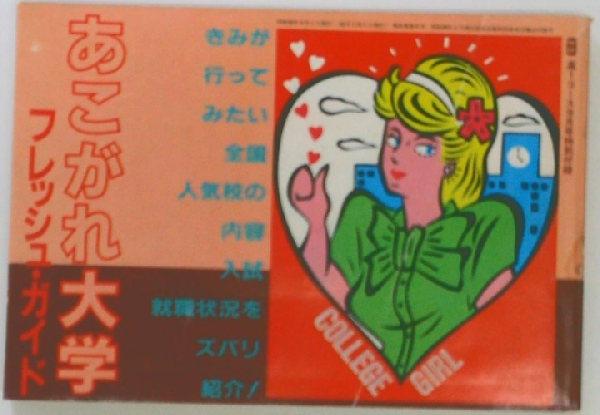 あこがれ大学
フレッシュ・ガイド
きみが
行って
みたい
全国
人気校の
内容
入試
就職状況を
ズバリ
紹介!
大
COLLEGE
GIRL